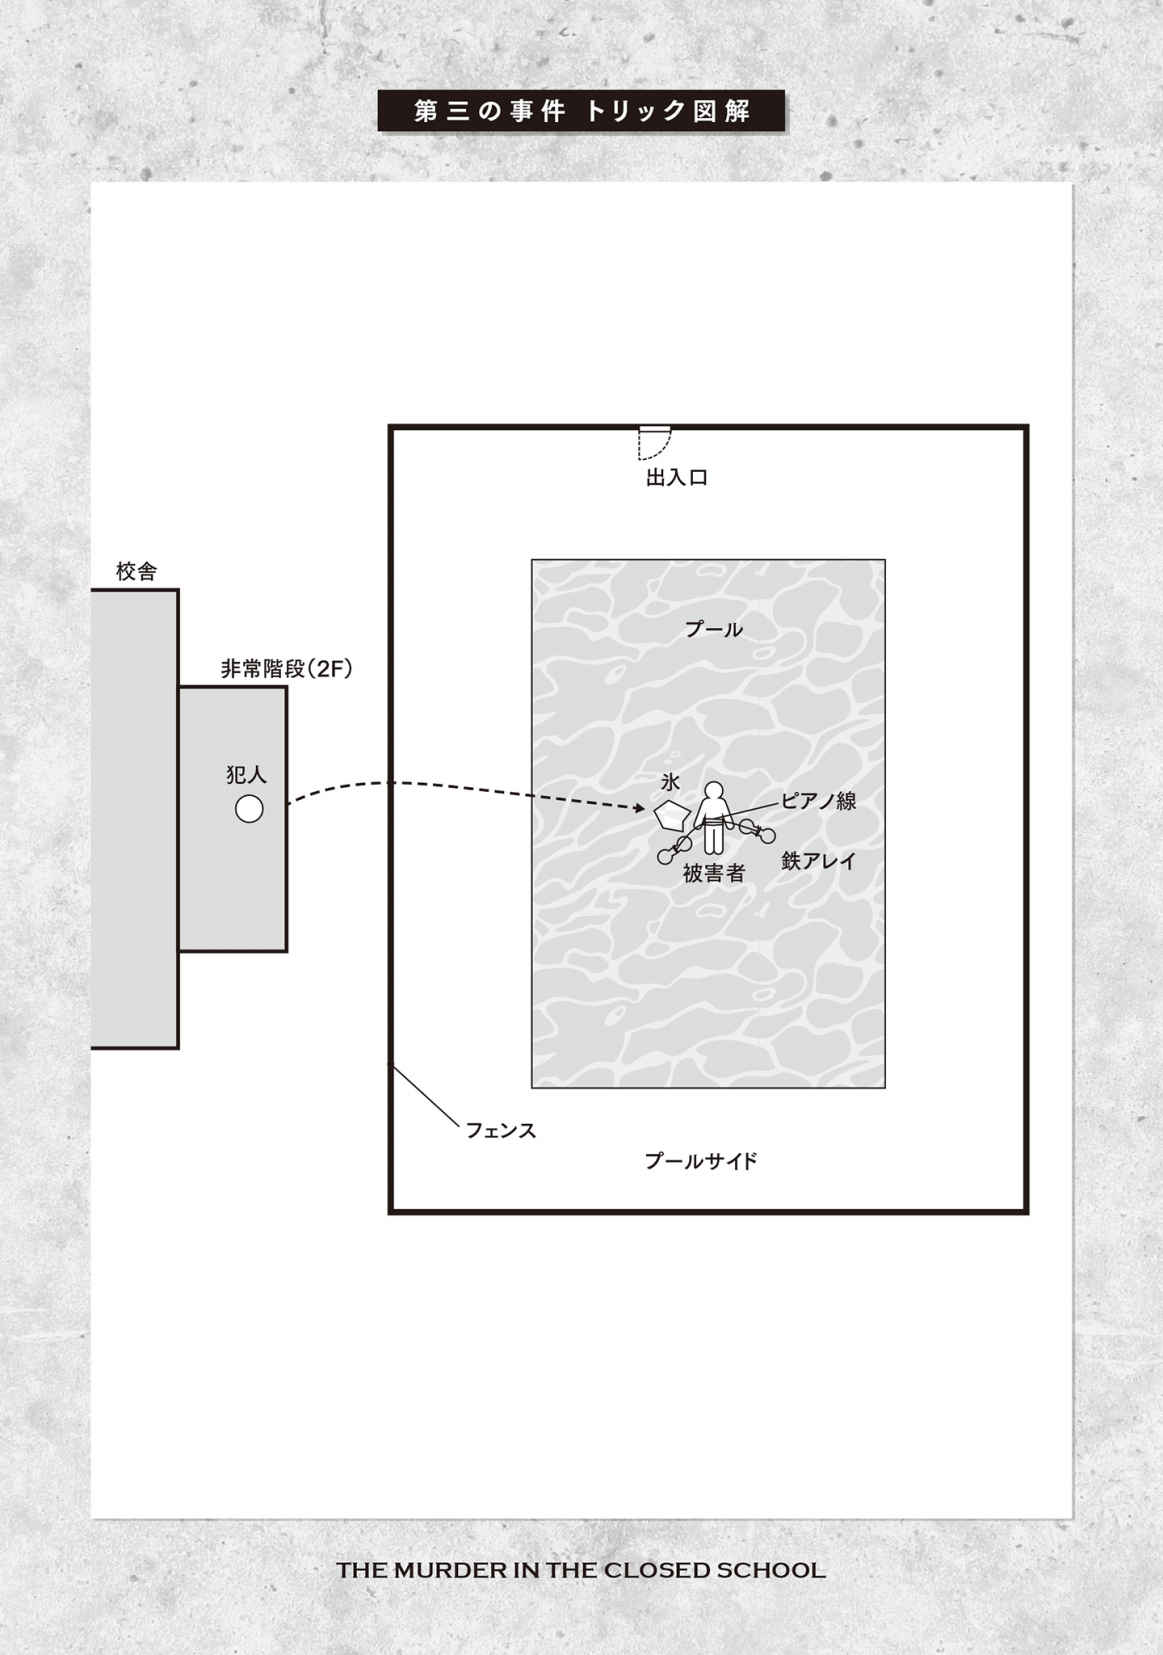 第三の事件 トリック図解
出入口
校舎
プール
非常階段(2F)
犯人
氷
ピアノ線
鉄アレイ
被害者
フェンス
プールサイド
THE MURDER IN THE CLOSED SCHOOL